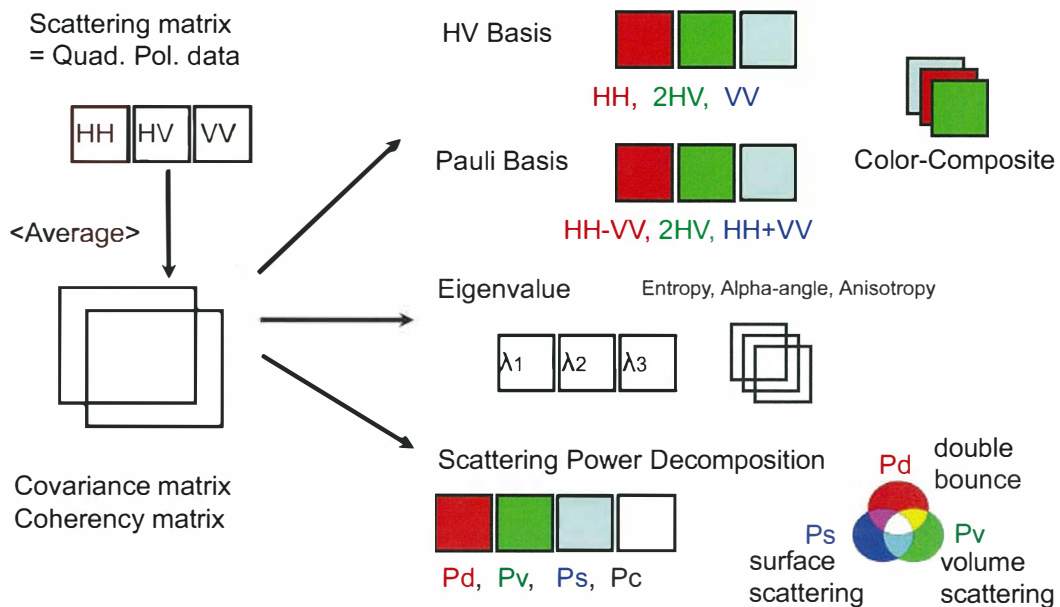 Scattering matrix
= Quad. Pol. data
HH HV VV
<Average>
Covariance matrix
Coherency matrix
HV Basis
HH, 2HV, VV
Pauli Basis
HH-VV, 2HV, HH+VV
Color-Composite
Eigenvalue
Entropy, Alpha-angle, Anisotropy
λ1 λ2 λ3
Scattering Power Decomposition
Pd, Pv, Ps, Pc
Pd
double
bounce
Ps
surface
scattering
Pv
volume
scattering